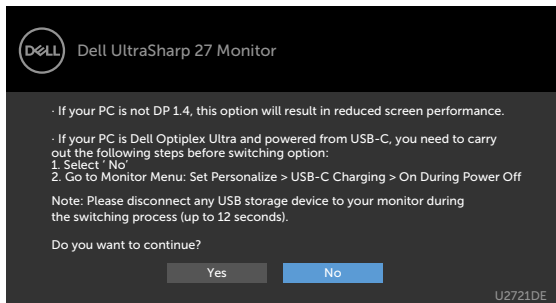 DELL
Dell UltraSharp 27 Monitor
· If your PC is not DP 1.4, this option will result in reduced screen performance.
· If your PC is Dell Optiplex Ultra and powered from USB-C, you need to carry
out the following steps before switching option:
1. Select ‘ No’
2. Go to Monitor Menu: Set Personalize > USB-C Charging > On During Power Off
Note: Please disconnect any USB storage device to your monitor during
the switching process (up to 12 seconds).
Do you want to continue?
Yes No
U2721DE